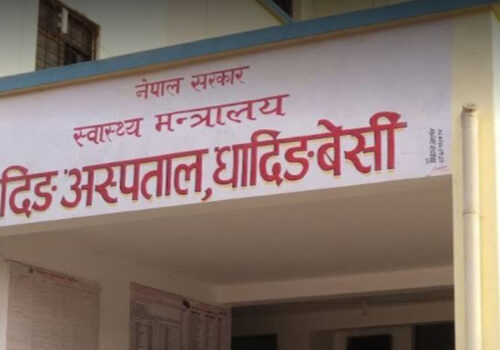 नेपाल सरकार
स्वास्थ्य मन्त्रालय
दिङ अस्पताल, धादिङबेसी